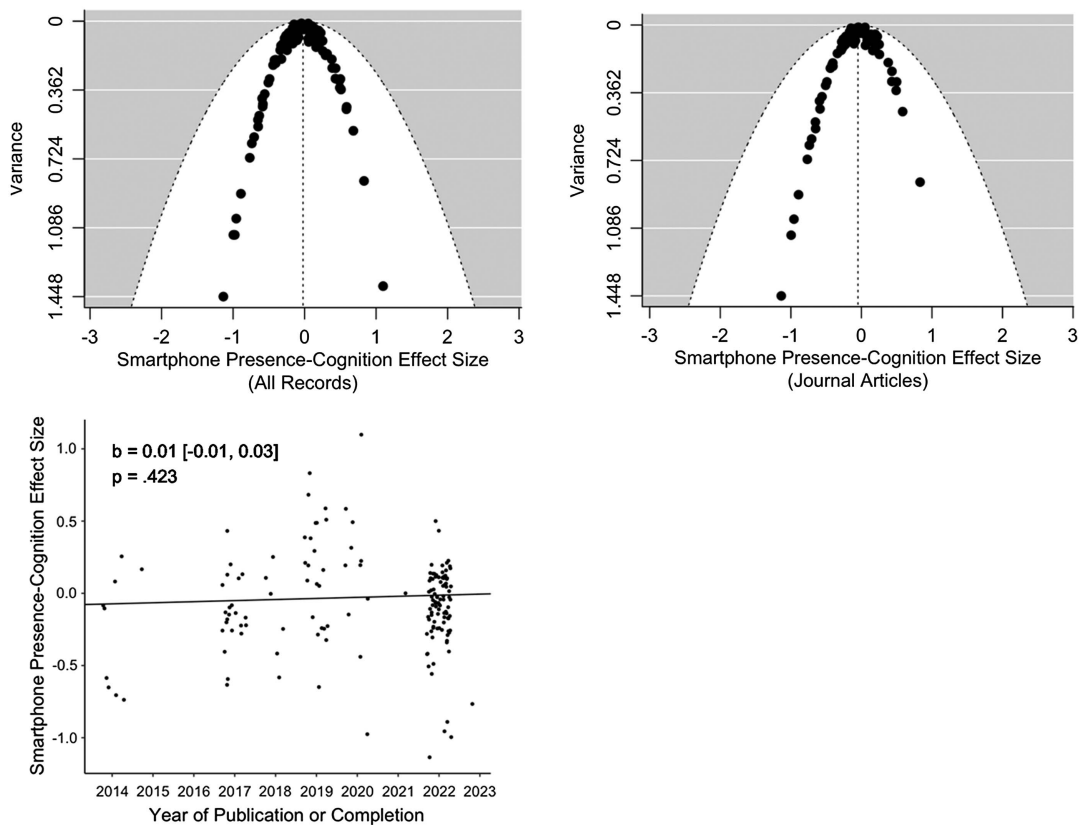 0
0.362
0.724
1.086
1.448
Variance
-3 -2 -1 0 1 2 3
Smartphone Presence-Cognition Effect Size
(All Records)
0
0.362
0.724
1.086
1.448
Variance
-3 -2 -1 0 1 2 3
Smartphone Presence-Cognition Effect Size
(Journal Articles)
Smartphone Presence-Cognition Effect Size
1.0
0.5
0.0
-0.5
-1.0
b = 0.01 [-0.01, 0.03]
p = .423
2014 2015 2016 2017 2018 2019 2020 2021 2022 2023
Year of Publication or Completion